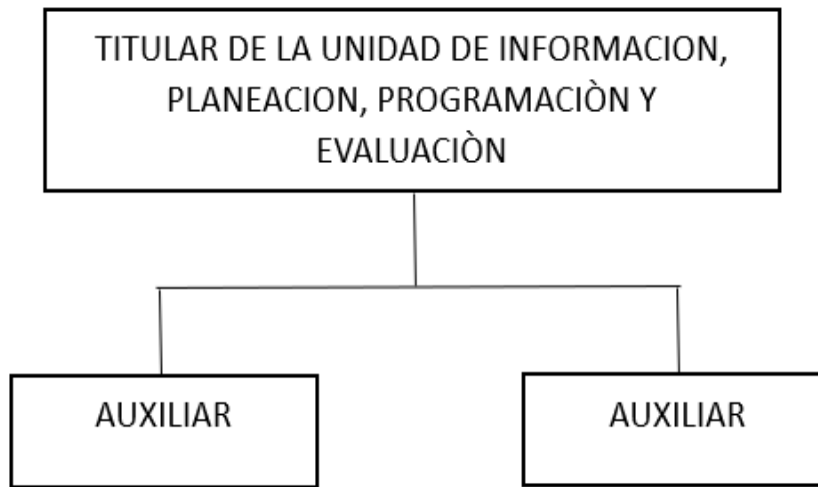 TITULAR DE LA UNIDAD DE INFORMACION,
PLANEACION, PROGRAMACIÒN Y
EVALUACIÒN
AUXILIAR
AUXILIAR